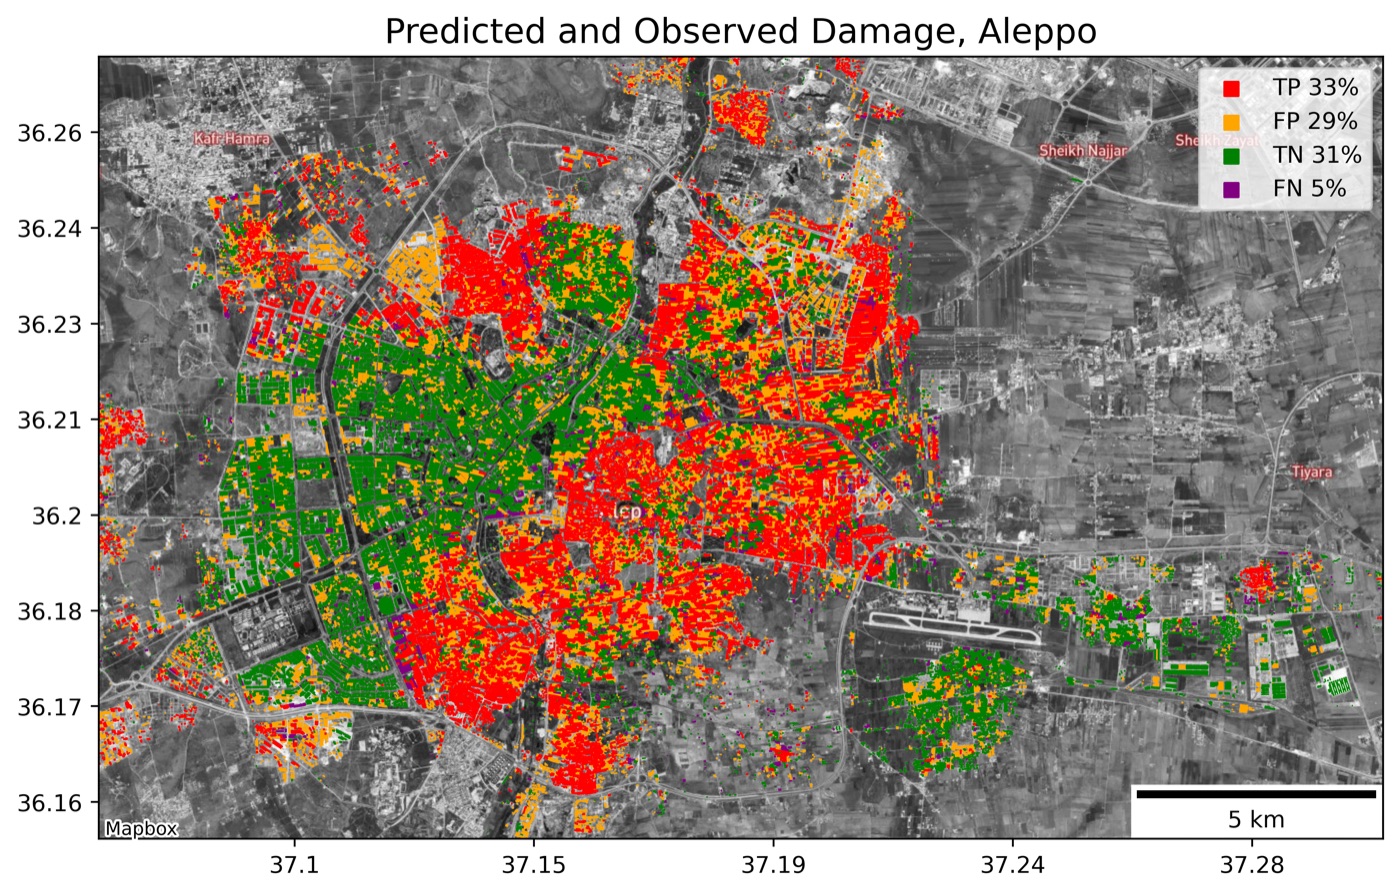 Predicted and Observed Damage, Aleppo
TP 33%
FP 29%
TN 31%
FN 5%
Kafr Hamra
Sheikh Najjar
Tiyara
36.26
36.24
36.23
36.21
36.2
36.18
36.17
36.16
Mapbox
5 km
37.1
37.15
37.19
37.24
37.28